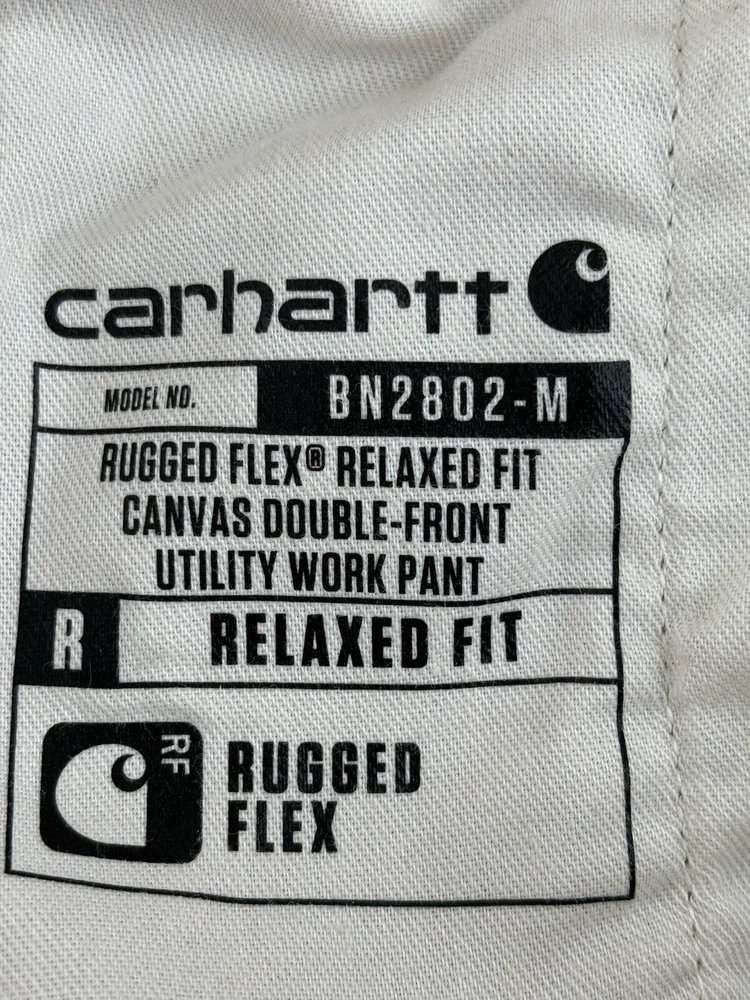 carhartt
MODEL NO. BN2802-M
RUGGED FLEX® RELAXED FIT
CANVAS DOUBLE-FRONT
UTILITY WORK PANT
R RELAXED FIT
RF
RUGGED
FLEX